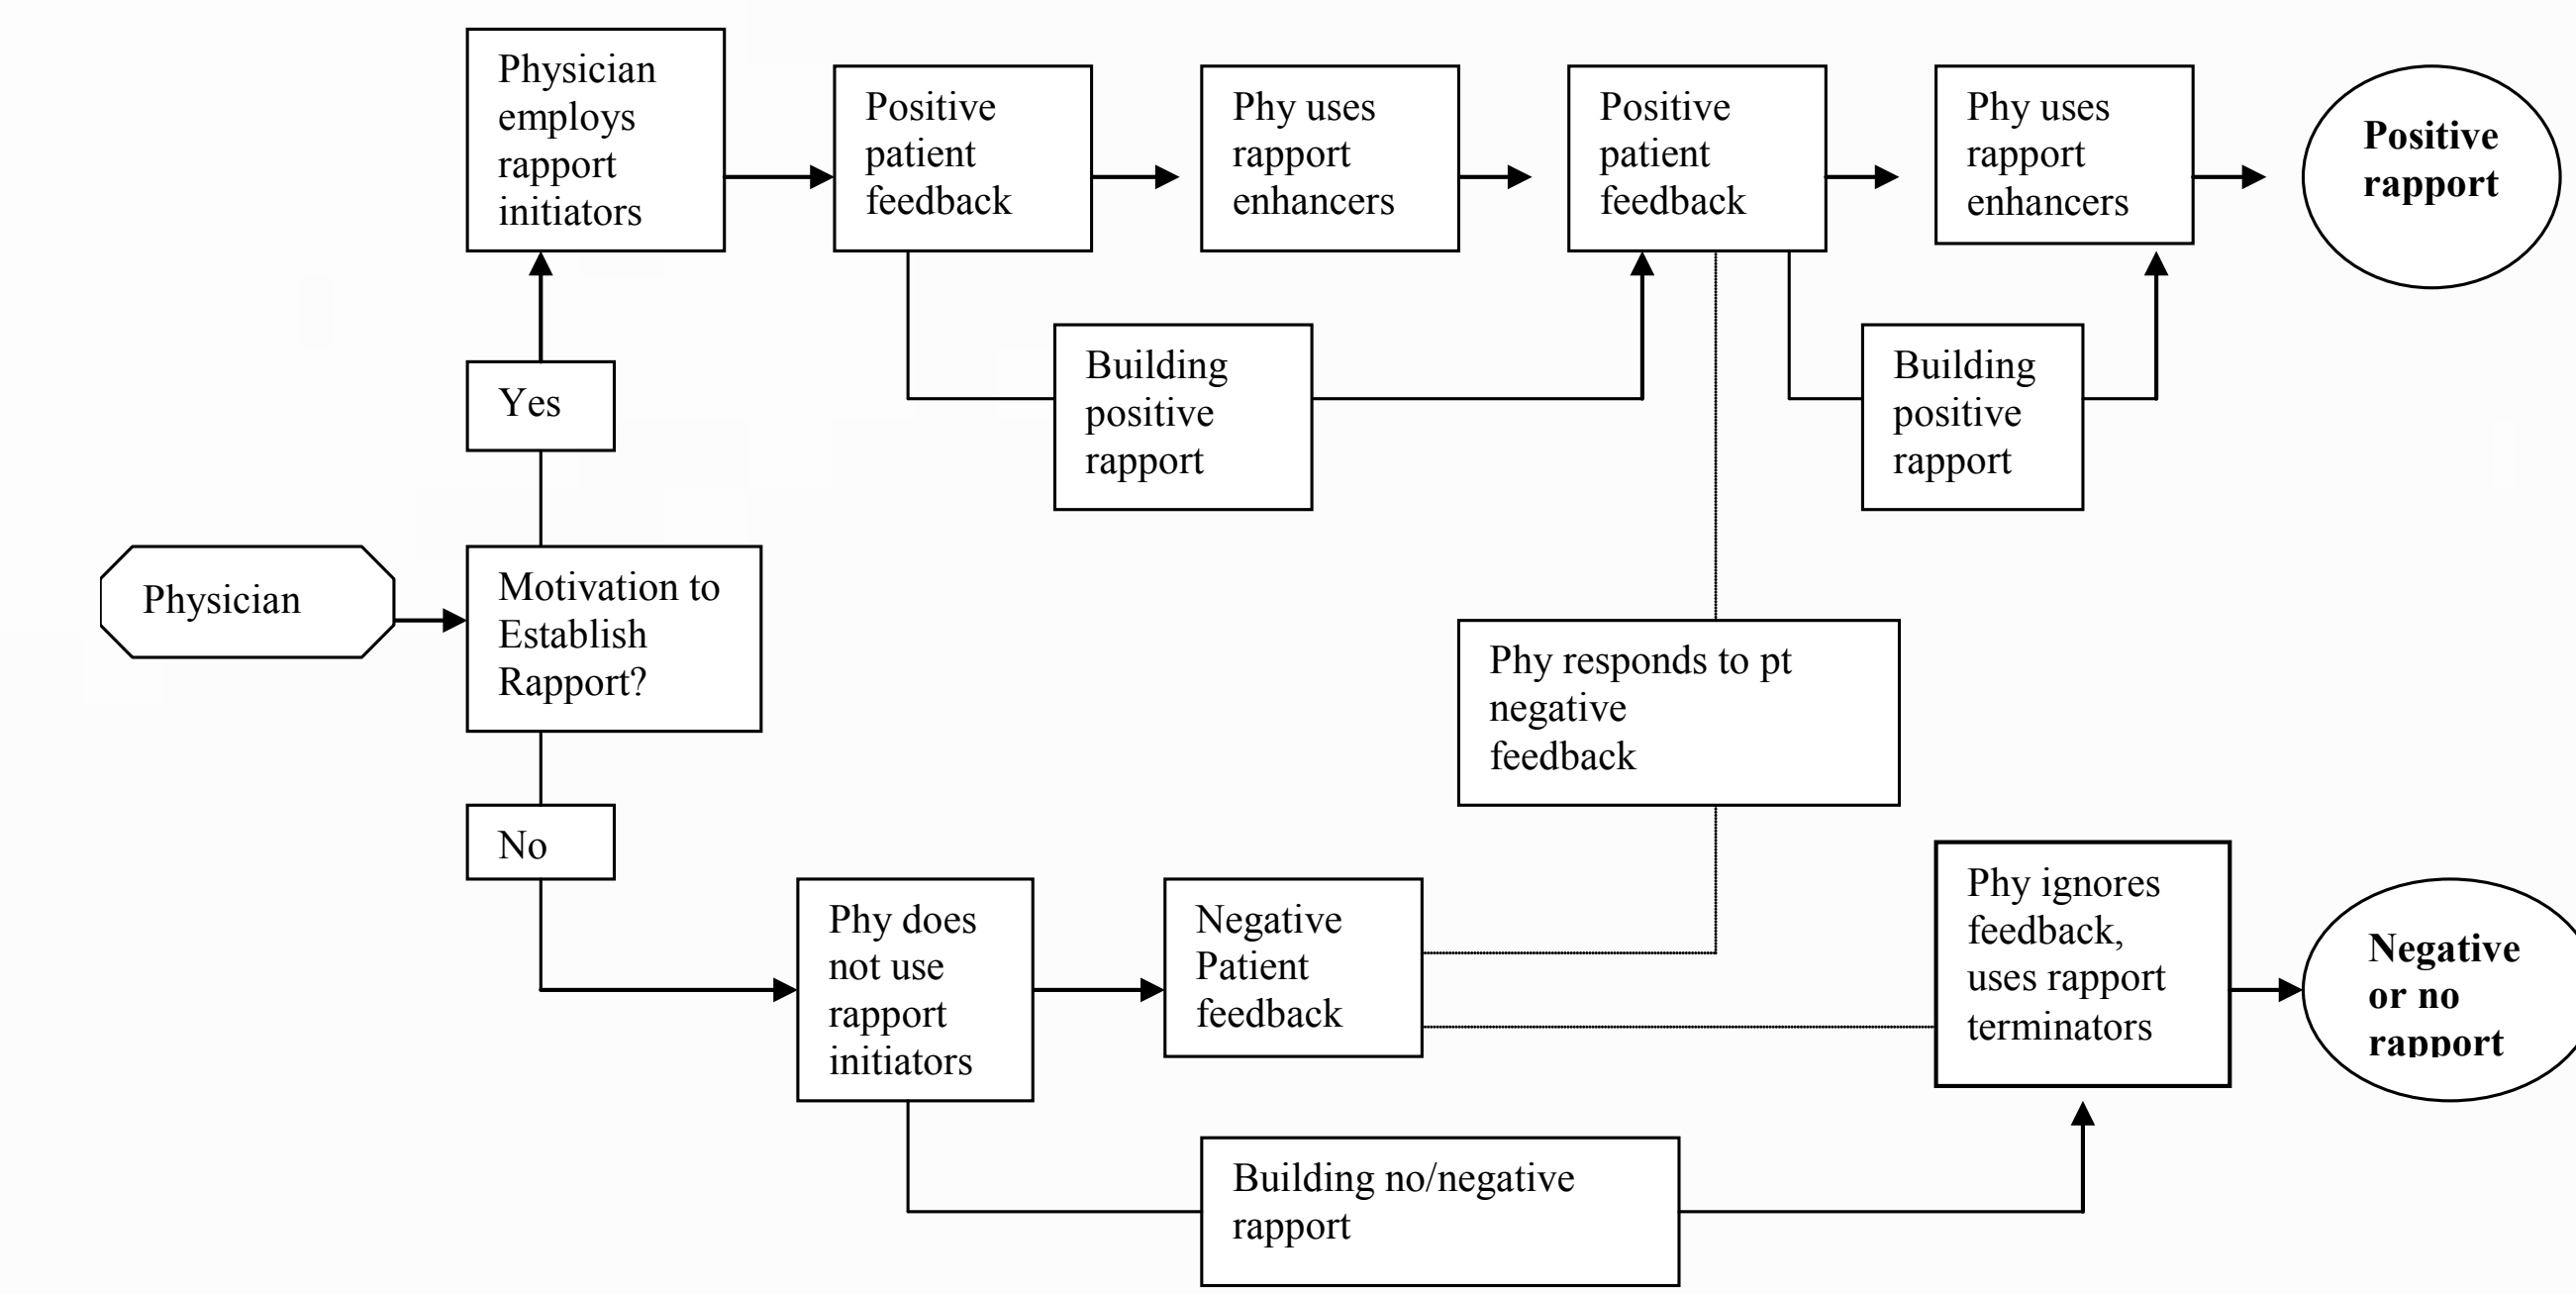 Physician
employs
rapport
initiators
Positive
patient
feedback
Phy uses
rapport
enhancers
Positive
patient
feedback
Phy uses
rapport
enhancers
Positive
rapport
Yes
Building
positive
rapport
Building
positive
rapport
Physician
Motivation to
Establish
Rapport?
Phy responds to pt
negative
feedback
No
Phy does
not use
rapport
initiators
Negative
Patient
feedback
Phy ignores
feedback,
uses rapport
terminators
Negative
or no
rapport
Building no/negative
rapport